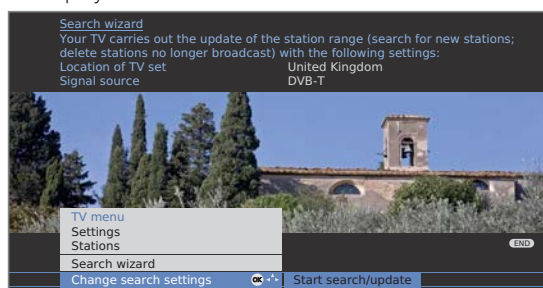 Search wizard
Your TV carries out the update of the station range (search for new stations;
delete stations no longer broadcast) with the following settings:
Location of TV set United Kingdom
Signal source DVB-T
TV menu
Settings
Stations
END
Search wizard
Change search settings OK Start search/update